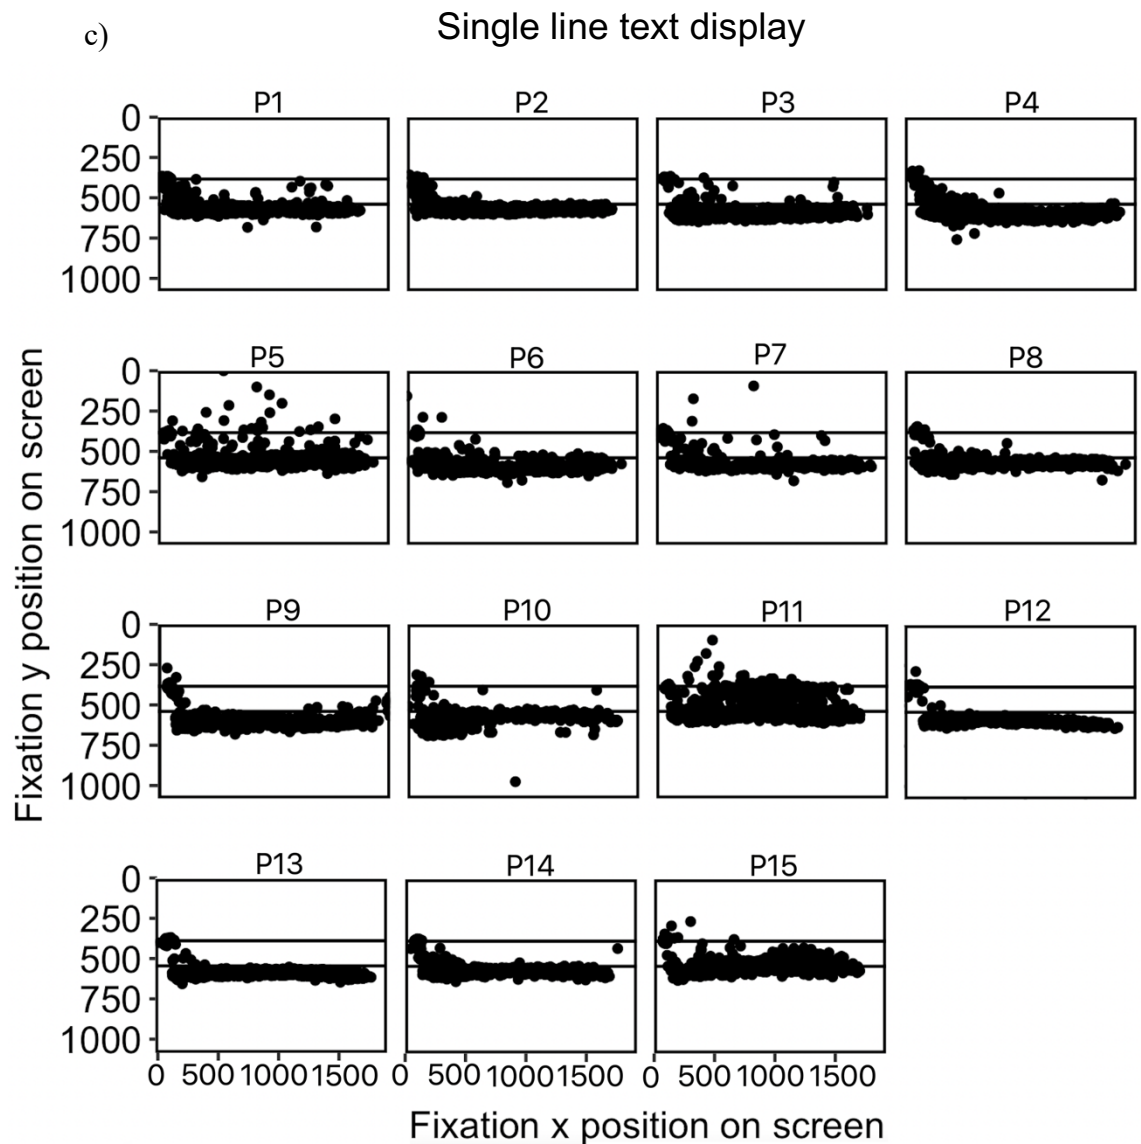 c) Single line text display
P1 P2 P3 P4
0
250
500
750
1000
P5 P6 P7 P8
0
250
500
750
1000
P9 P10 P11 P12
0
250
500
750
1000
P13 P14 P15
0
250
500
750
1000
0 500 1000 1500 0 500 1000 1500 0 500 1000 1500
Fixation x position on screen
Fixation y position on screen